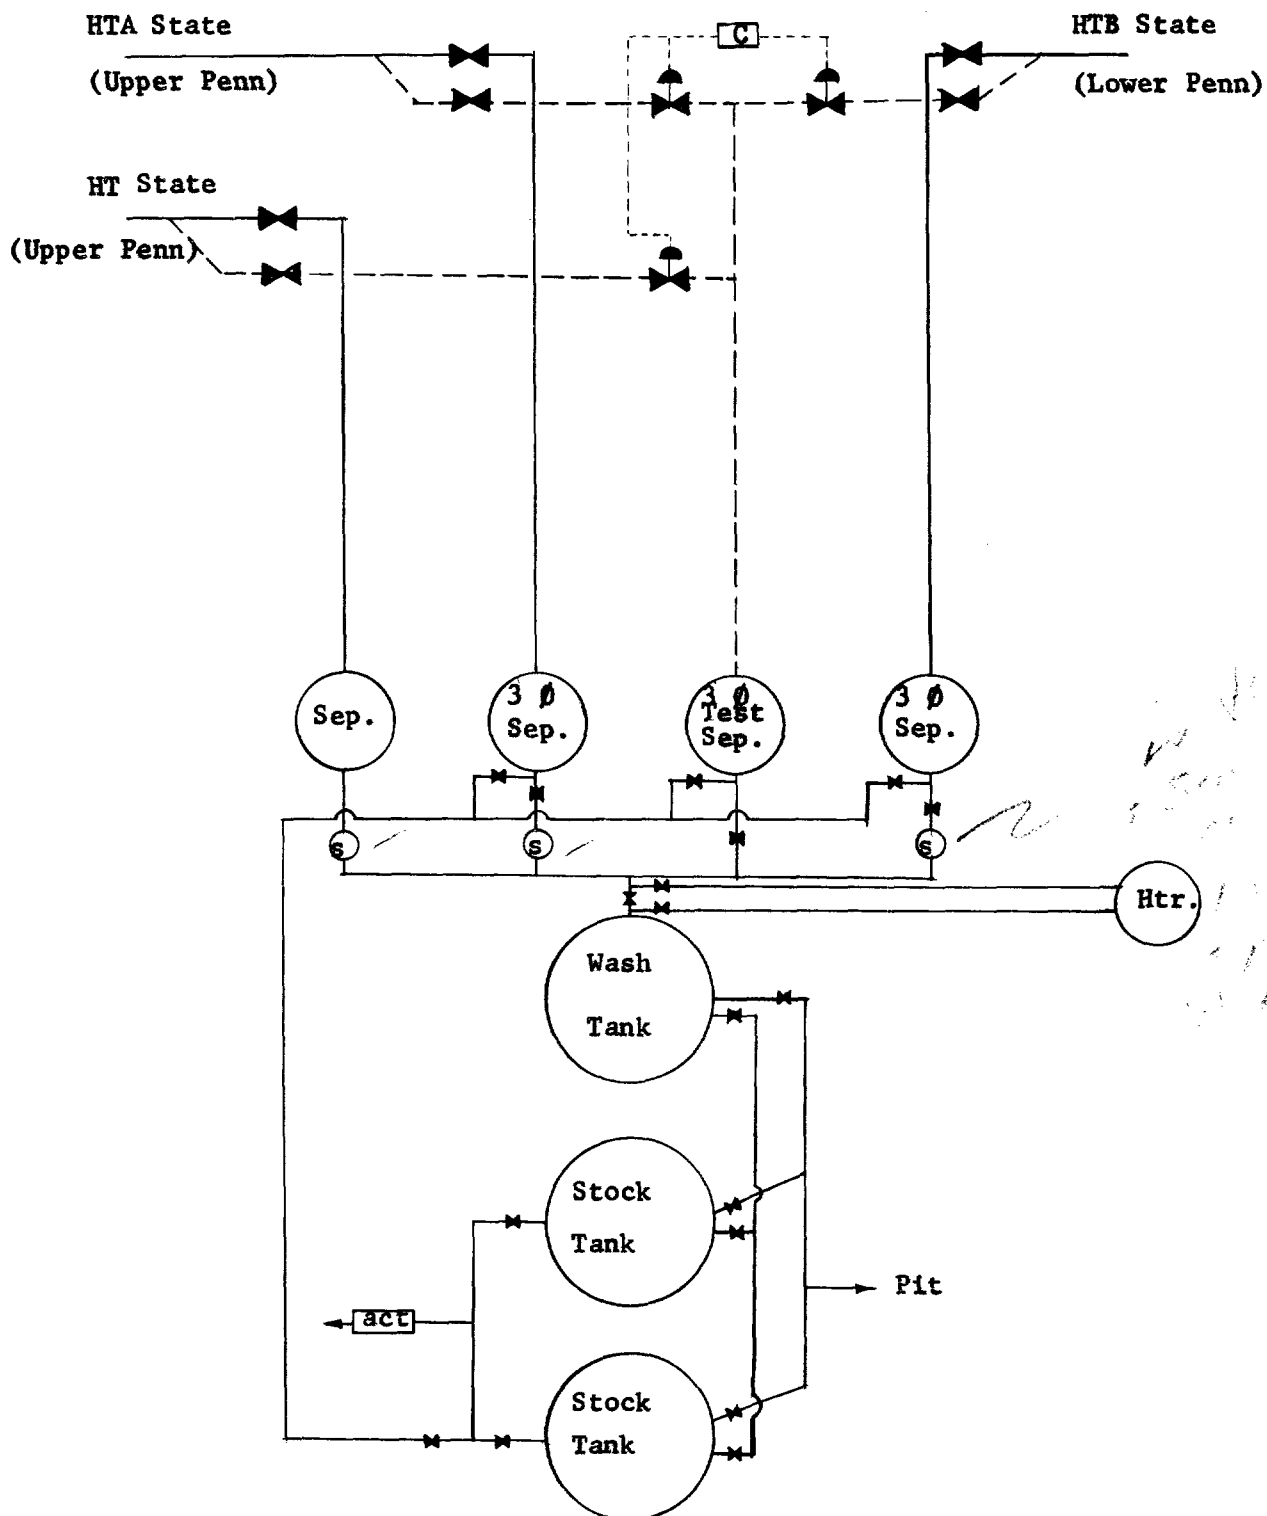 HTA State
(Upper Penn)
C
HTB State
(Lower Penn)
HT State
(Upper Penn)
Sep.
3 Ø
Sep.
3 Ø
Test
Sep.
3 Ø
Sep.
s
s
s
Htr.
Wash
Tank
Stock
Tank
Pit
act
Stock
Tank